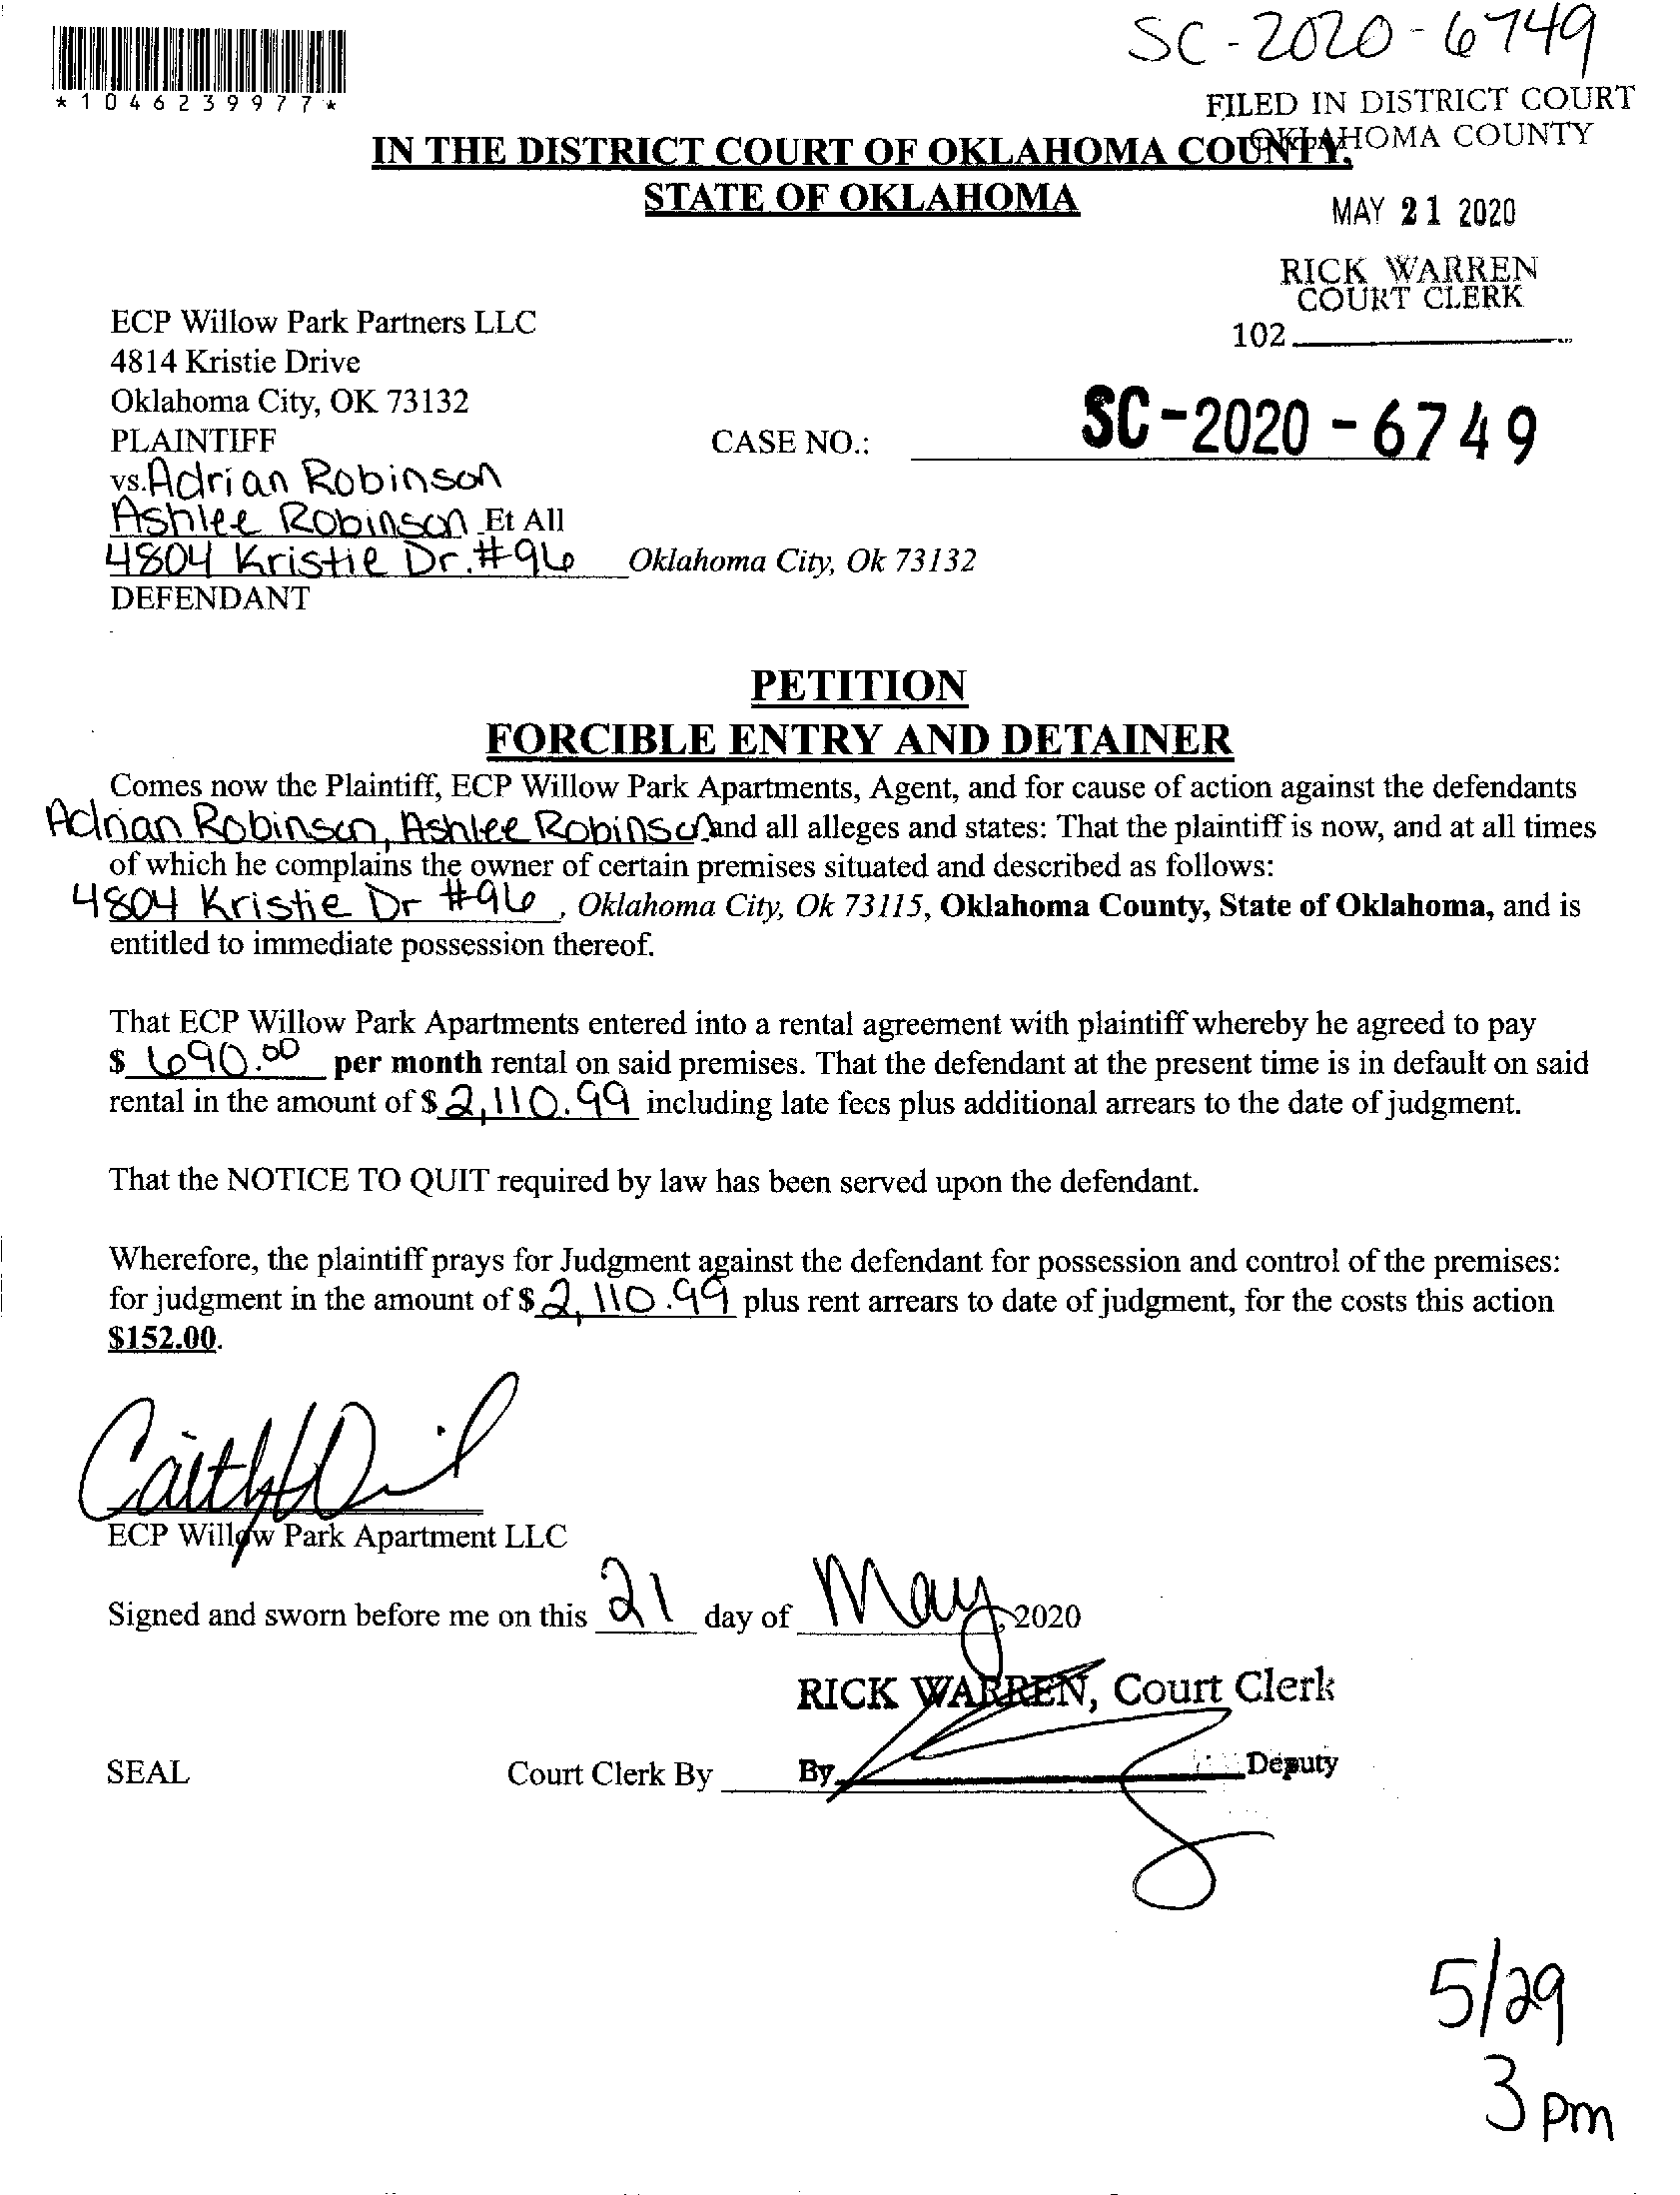 SC-2020-6749
*1046239977*
FILED IN DISTRICT COURT
OKLAHOMA COUNTY
IN THE DISTRICT COURT OF OKLAHOMA COUNTY,
STATE OF OKLAHOMA
MAY 21 2020
RICK WARREN
COURT CLERK
102
ECP Willow Park Partners LLC
4814 Kristie Drive
Oklahoma City, OK 73132
PLAINTIFF
CASE NO.: SC-2020-6749
vs. Adrian Robinson
Ashlee Robinson Et All
4804 Kristie Dr. #96 Oklahoma City, Ok 73132
DEFENDANT
PETITION
FORCIBLE ENTRY AND DETAINER
Comes now the Plaintiff, ECP Willow Park Apartments, Agent, and for cause of action against the defendants
Adrian Robinson, Ashlee Robinson and all alleges and states: That the plaintiff is now, and at all times
of which he complains the owner of certain premises situated and described as follows:
4804 Kristie Dr #96, Oklahoma City, Ok 73115, Oklahoma County, State of Oklahoma, and is
entitled to immediate possession thereof.
That ECP Willow Park Apartments entered into a rental agreement with plaintiff whereby he agreed to pay
$ 690.00 per month rental on said premises. That the defendant at the present time is in default on said
rental in the amount of $ 2,110.99 including late fees plus additional arrears to the date of judgment.
That the NOTICE TO QUIT required by law has been served upon the defendant.
Wherefore, the plaintiff prays for Judgment against the defendant for possession and control of the premises:
for judgment in the amount of $ 2,110.99 plus rent arrears to date of judgment, for the costs this action
$152.00.
ECP Willow Park Apartment LLC
Signed and sworn before me on this 21 day of May, 2020
RICK WARREN, Court Clerk
SEAL Court Clerk By By Deputy
5/29
3 pm